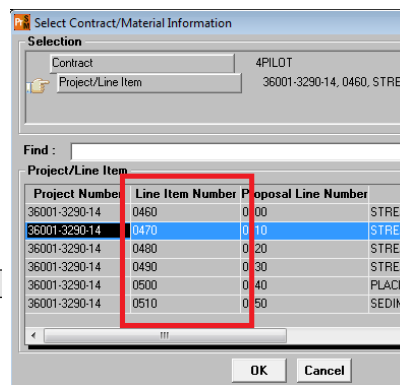 Select Contract/Material Information
Selection
Contract 4PILOT
Project/Line Item 36001-3290-14, 0460, STRE
Find :
Project/Line Item
Project Number Line Item Number Proposal Line Number
36001-3290-14 0460 0 00 STRE
36001-3290-14 0470 0 10 STRE
36001-3290-14 0480 0 20 STRE
36001-3290-14 0490 0 30 STRE
36001-3290-14 0500 0 40 PLACE
36001-3290-14 0510 0 50 SEDIN
OK Cancel